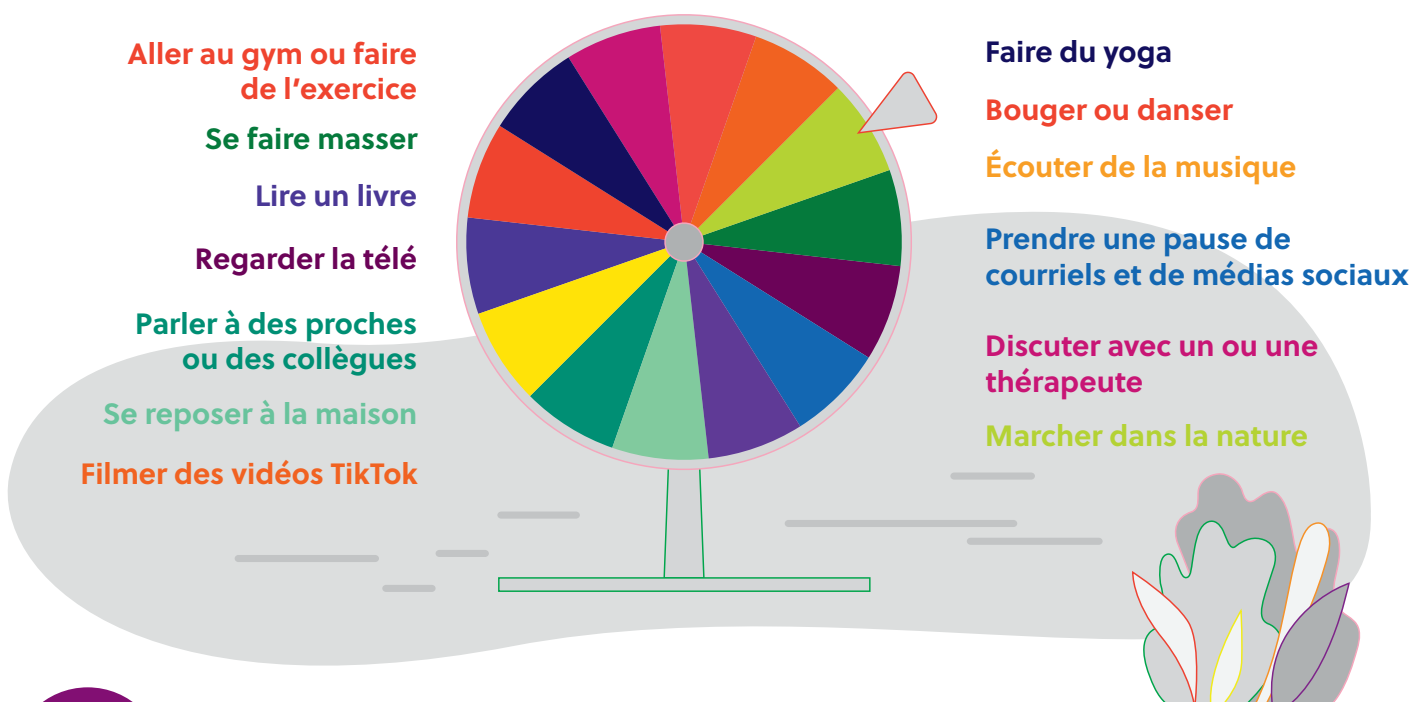 Aller au gym ou faire
de l’exercice
Se faire masser
Lire un livre
Regarder la télé
Parler à des proches
ou des collègues
Se reposer à la maison
Filmer des vidéos TikTok
Faire du yoga
Bouger ou danser
Écouter de la musique
Prendre une pause de
courriels et de médias sociaux
Discuter avec un ou une
thérapeute
Marcher dans la nature